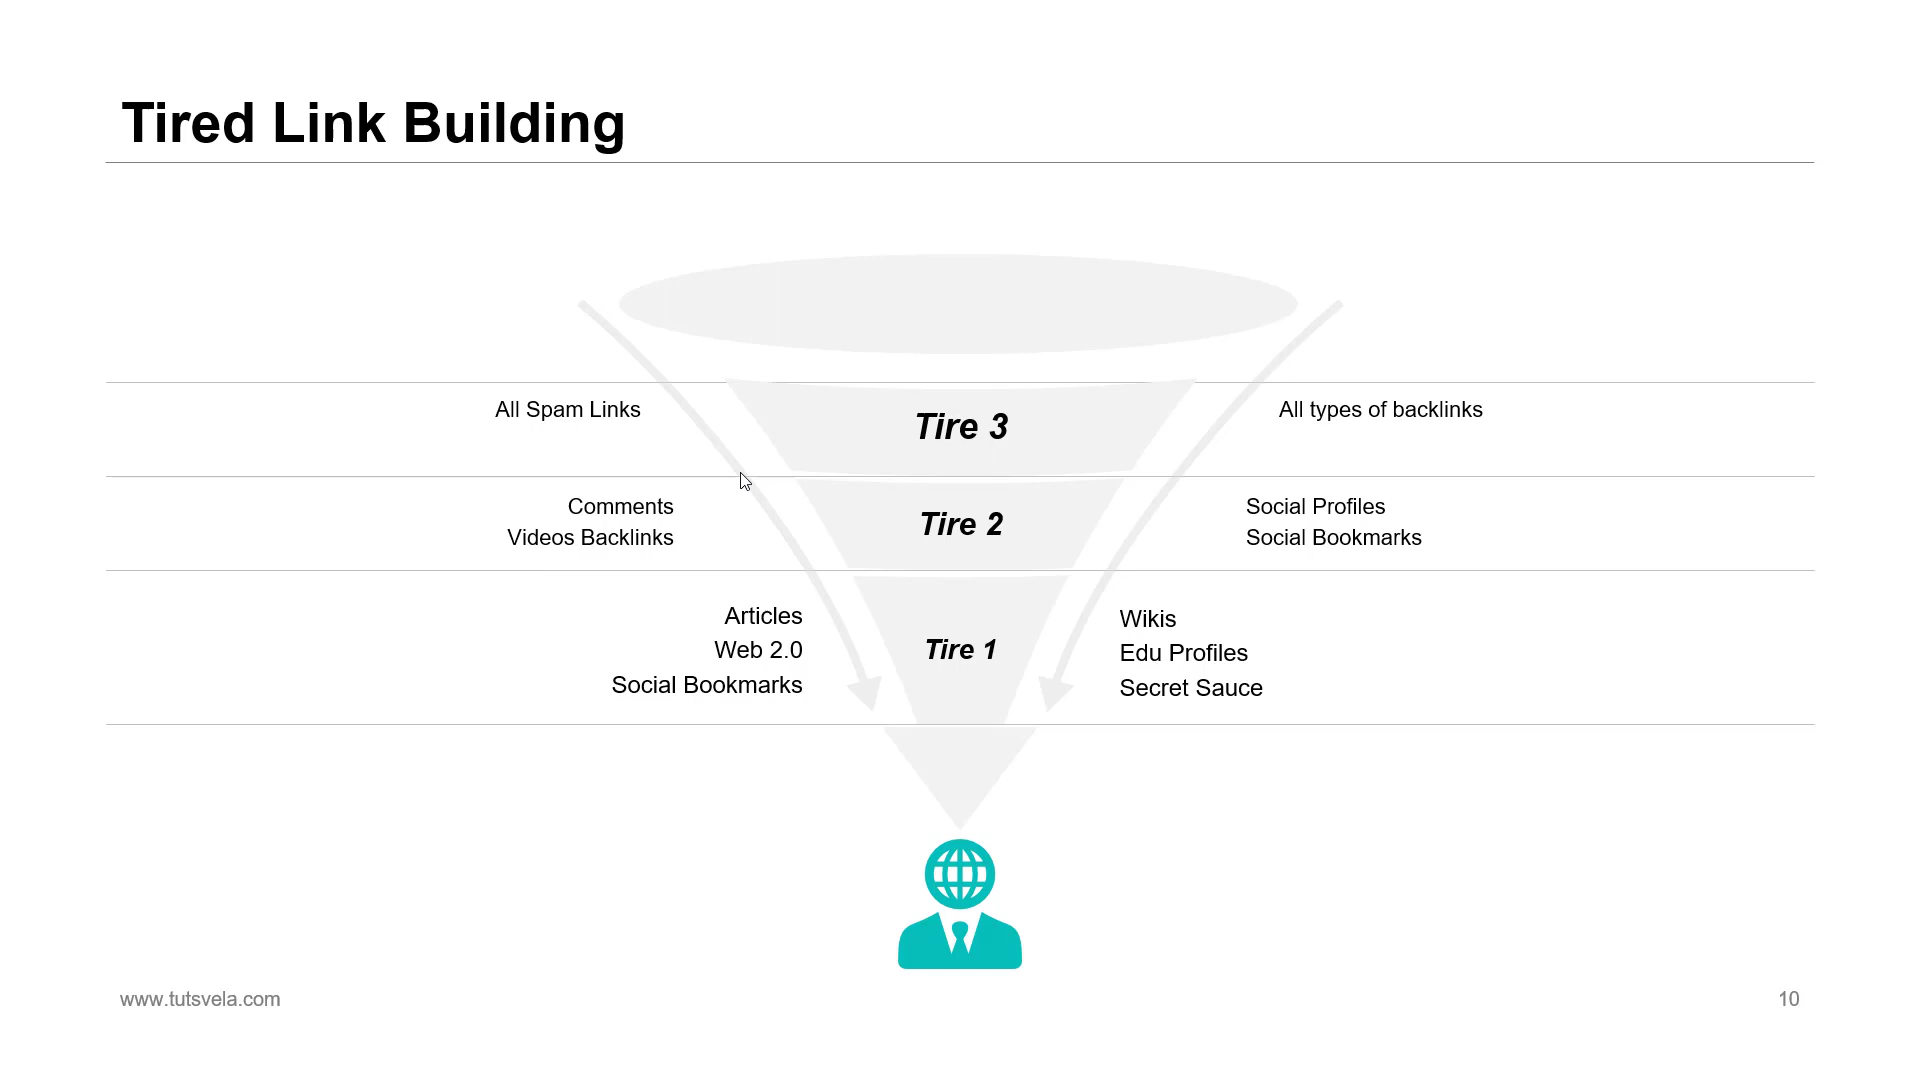 Tired Link Building
All Spam Links
Tire 3
All types of backlinks
Comments
Videos Backlinks
Tire 2
Social Profiles
Social Bookmarks
Articles
Web 2.0
Social Bookmarks
Tire 1
Wikis
Edu Profiles
Secret Sauce
www.tutsvela.com
10